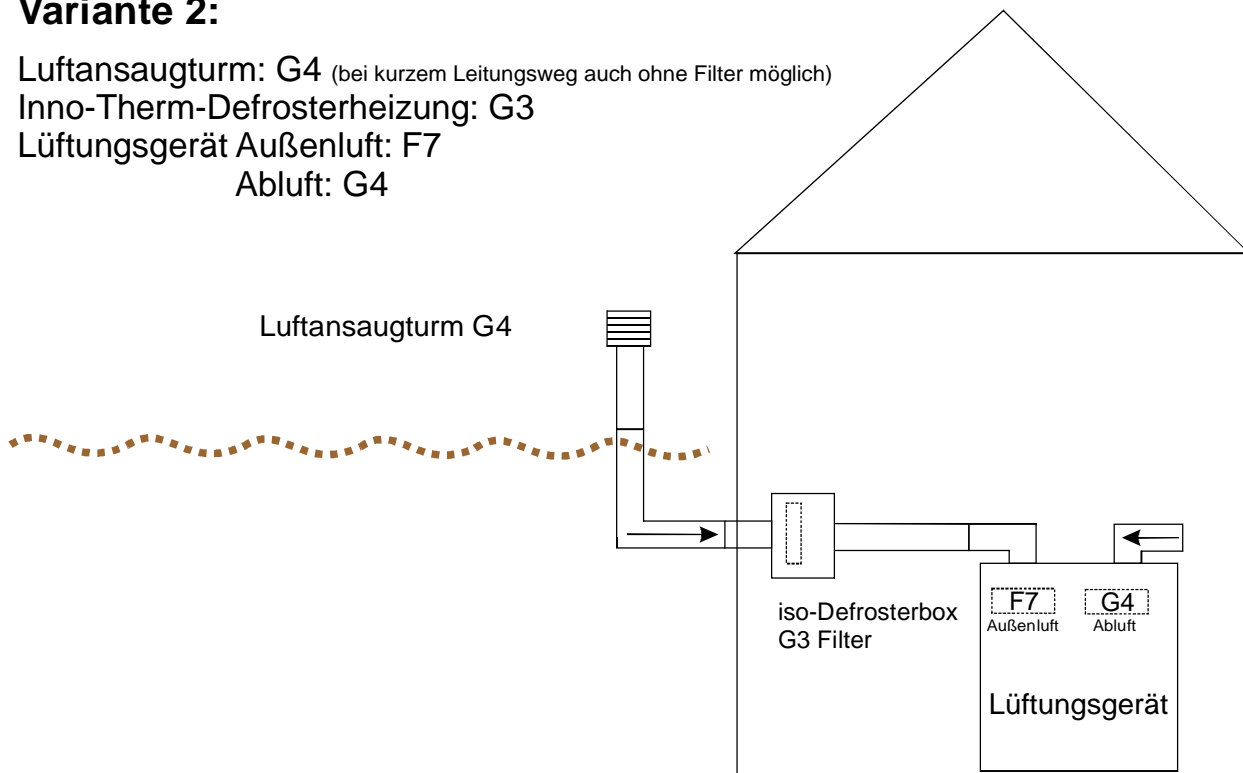 Variante 2:
Luftansaugturm: G4 (bei kurzem Leitungsweg auch ohne Filter möglich)
Inno-Therm-Defrosterheizung: G3
Lüftungsgerät Außenluft: F7
Abluft: G4
Luftansaugturm G4
iso-Defrosterbox
G3 Filter
F7
Außenluft
G4
Abluft
Lüftungsgerät